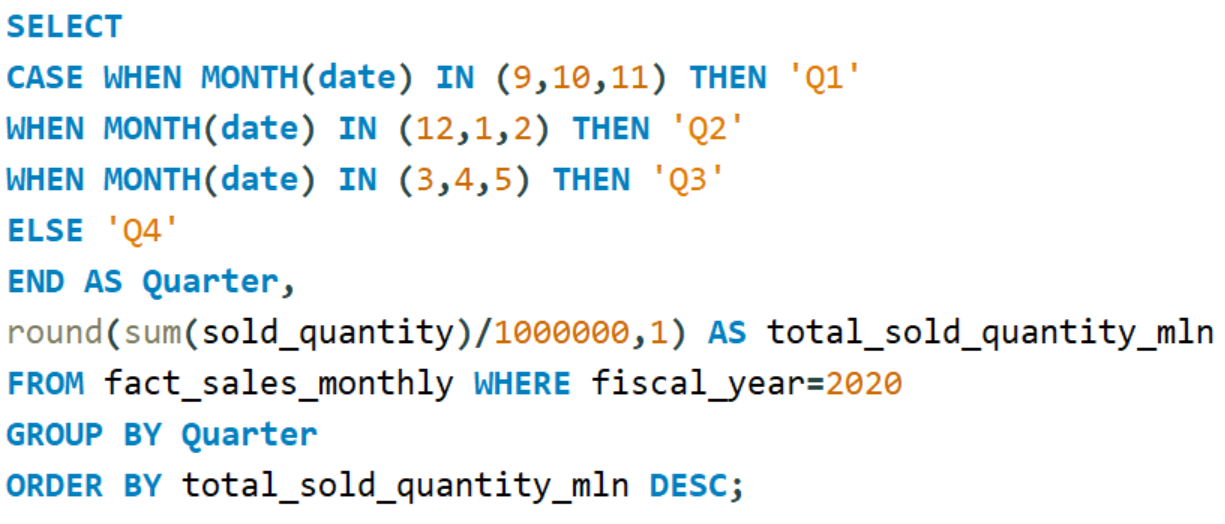 SELECT
CASE WHEN MONTH(date) IN (9,10,11) THEN 'Q1'
WHEN MONTH(date) IN (12,1,2) THEN 'Q2'
WHEN MONTH(date) IN (3,4,5) THEN 'Q3'
ELSE 'Q4'
END AS Quarter,
round(sum(sold_quantity)/1000000,1) AS total_sold_quantity_mln
FROM fact_sales_monthly WHERE fiscal_year=2020
GROUP BY Quarter
ORDER BY total_sold_quantity_mln DESC;